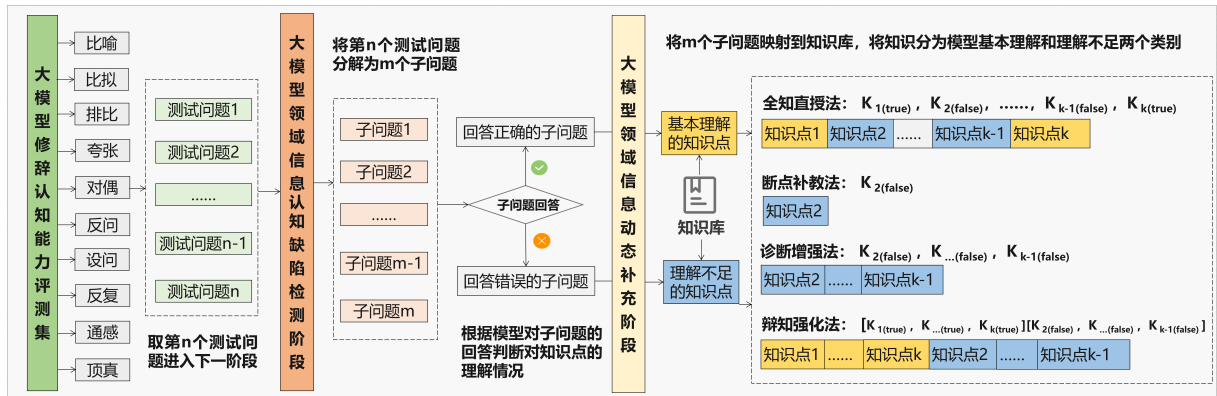 大模型修辞认知能力评测集
比喻
比拟
排比
夸张
对偶
反问
设问
反复
通感
顶真
测试问题1
测试问题2
......
测试问题n-1
测试问题n
取第n个测试问
题进入下一阶段
大模型领域信息认知缺陷检测阶段
将第n个测试问题
分解为m个子问题
子问题1
子问题2
......
子问题m-1
子问题m
回答正确的子问题
子问题回答
回答错误的子问题
根据模型对子问题的
回答判断对知识点的
理解情况
大模型领域信息动态补充阶段
将m个子问题映射到知识库，将知识分为模型基本理解和理解不足两个类别
基本理解
的知识点
知识库
理解不足
的知识点
全知直授法： K 1(true) ，K 2(false)，......，K k-1(false) ，K k(true)
知识点1 知识点2 ...... 知识点k-1 知识点k
断点补教法： K 2(false)
知识点2
诊断增强法： K 2(false) ，K ...(false) ，K k-1(false)
知识点2 ...... 知识点k-1
辩知强化法： [K 1(true) ，K ...(true) ，K k(true) ][K 2(false) ，K ...(false) ，K k-1(false) ]
知识点1 ...... 知识点k 知识点2 ...... 知识点k-1